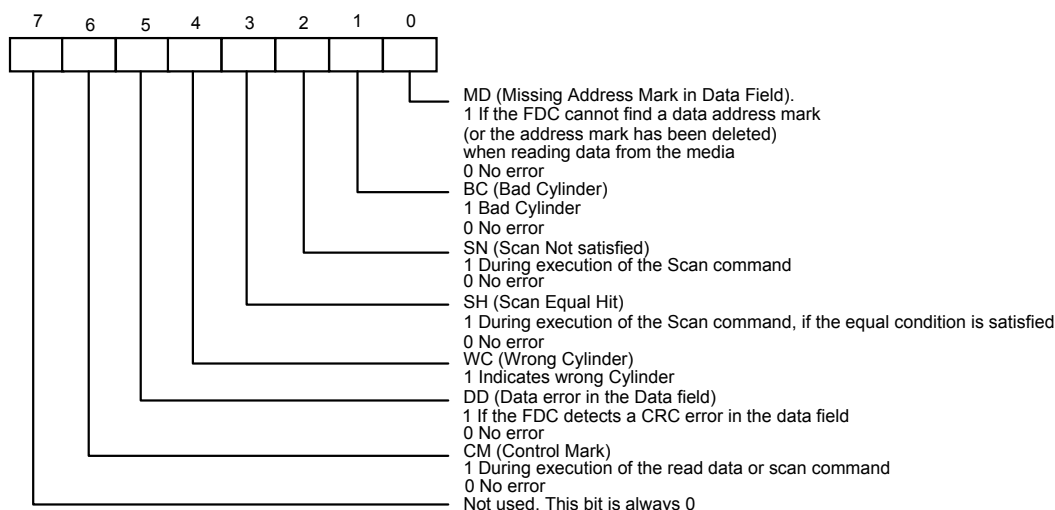 7 6 5 4 3 2 1 0
MD (Missing Address Mark in Data Field).
1 If the FDC cannot find a data address mark
(or the address mark has been deleted)
when reading data from the media
0 No error
BC (Bad Cylinder)
1 Bad Cylinder
0 No error
SN (Scan Not satisfied)
1 During execution of the Scan command
0 No error
SH (Scan Equal Hit)
1 During execution of the Scan command, if the equal condition is satisfied
0 No error
WC (Wrong Cylinder)
1 Indicates wrong Cylinder
DD (Data error in the Data field)
1 If the FDC detects a CRC error in the data field
0 No error
CM (Control Mark)
1 During execution of the read data or scan command
0 No error
Not used. This bit is always 0